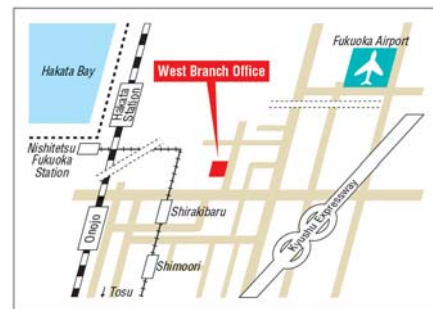 Fukuoka Airport
Hakata Bay
West Branch Office
Hakata
Station
Nishitetsu
Fukuoka
Station
Shirakibaru
Onojo
Kyushu Expressway
Shimoori
↓ Tosu